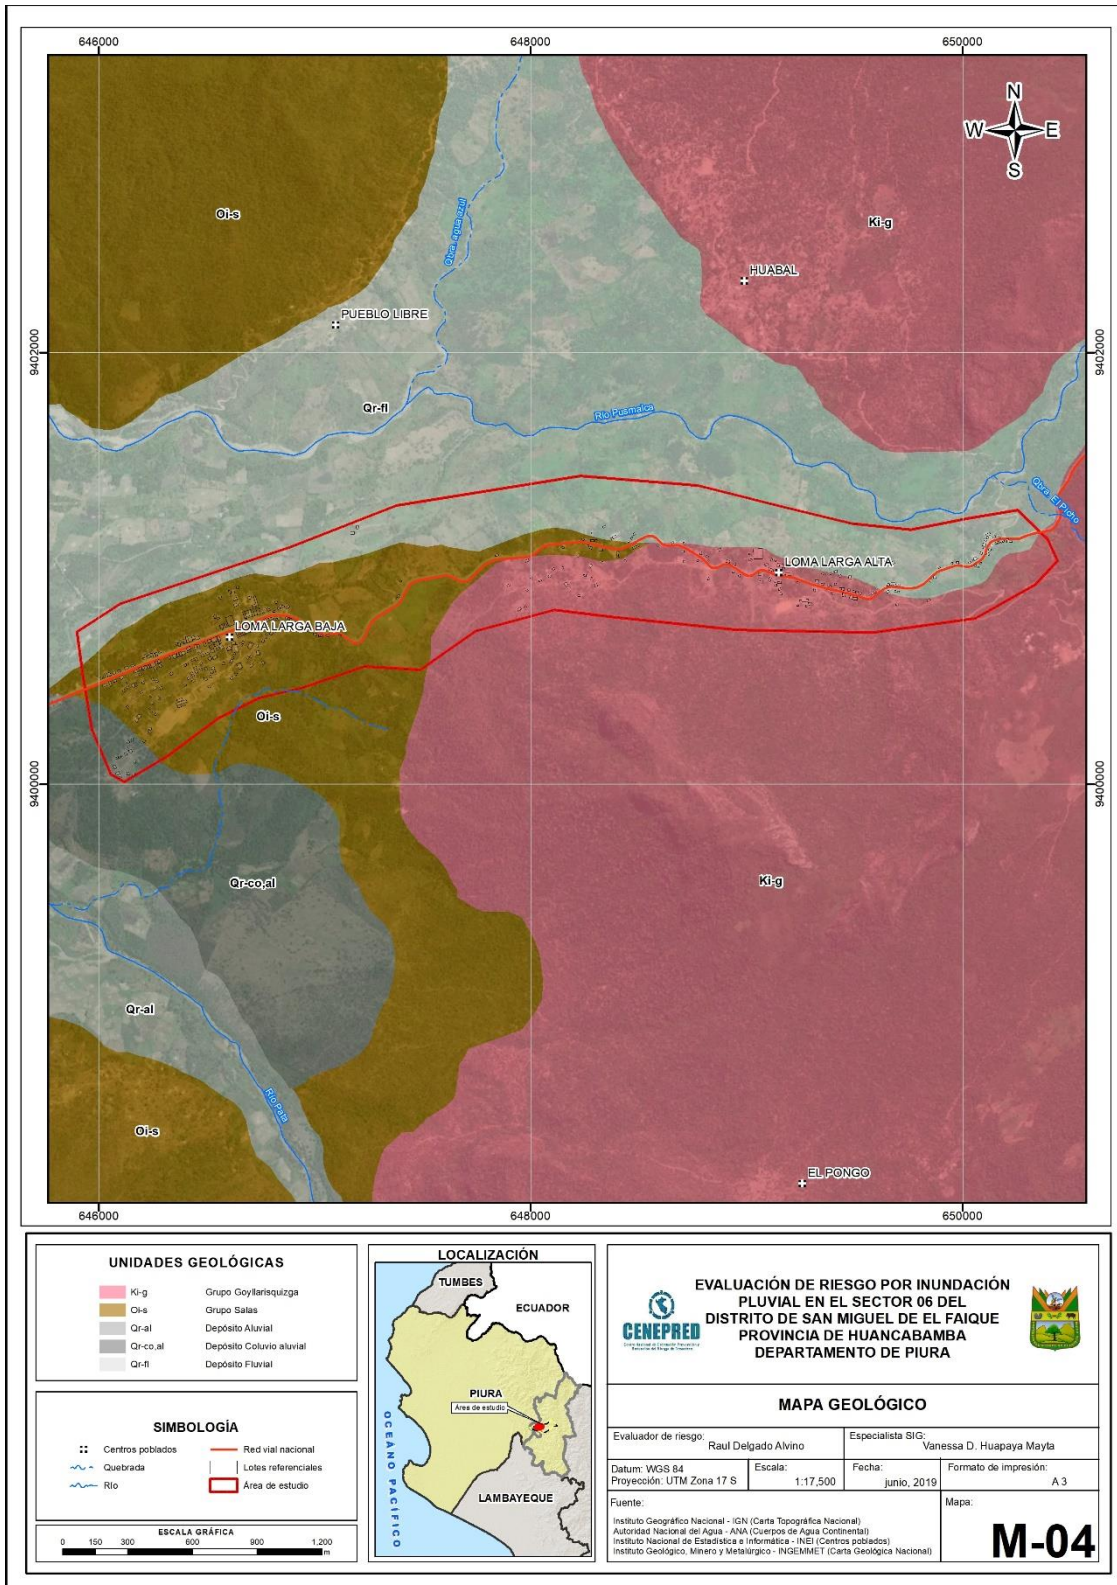 646000
648000
650000
N
W
E
S
Oi-s
Qbra. agua azul
Ki-g
HUABAL
PUEBLO LIBRE
9402000
9402000
Qr-fl
Río Pusmalca
Qbra. El Picho
LOMA LARGA ALTA
LOMA LARGA BAJA
Oi-s
9400000
9400000
Qr-co,al
Ki-g
Qr-al
Río Pata
Oi-s
EL PONGO
646000
648000
650000
UNIDADES GEOLÓGICAS
Ki-g Grupo Goyllarisquizga
Oi-s Grupo Salas
Qr-al Depósito Aluvial
Qr-co,al Depósito Coluvio aluvial
Qr-fl Depósito Fluvial
SIMBOLOGÍA
Centros poblados
Red vial nacional
Quebrada
Lotes referenciales
Río
Área de estudio
ESCALA GRÁFICA
0 150 300 600 900 1,200
m
LOCALIZACIÓN
TUMBES
ECUADOR
PIURA
Área de estudio
OCEÁNO PACÍFICO
LAMBAYEQUE
CENEPRED
EVALUACIÓN DE RIESGO POR INUNDACIÓN
PLUVIAL EN EL SECTOR 06 DEL
DISTRITO DE SAN MIGUEL DE EL FAIQUE
PROVINCIA DE HUANCABAMBA
DEPARTAMENTO DE PIURA
MAPA GEOLÓGICO
Evaluador de riesgo:
Raul Delgado Alvino
Especialista SIG:
Vanessa D. Huapaya Mayta
Datum: WGS 84
Proyección: UTM Zona 17 S
Escala:
1:17,500
Fecha:
junio, 2019
Formato de impresión:
A 3
Fuente:
Instituto Geográfico Nacional - IGN (Carta Topográfica Nacional)
Autoridad Nacional del Agua - ANA (Cuerpos de Agua Continental)
Instituto Nacional de Estadística e Informática - INEI (Centros poblados)
Instituto Geológico, Minero y Metalúrgico - INGEMMET (Carta Geológica Nacional)
Mapa:
M-04